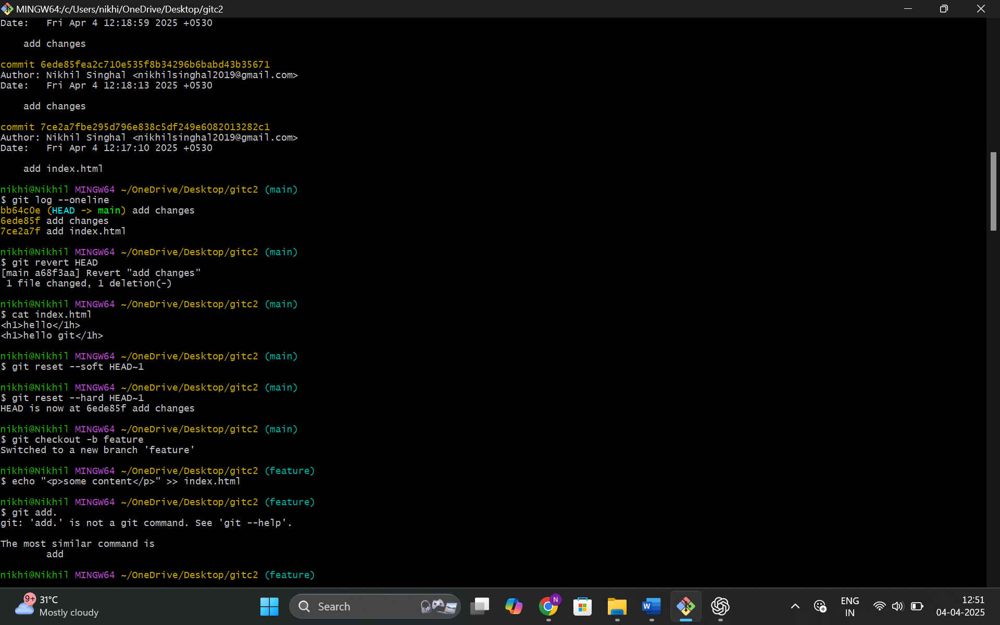 MINGW64:/c/Users/nikhi/OneDrive/Desktop/gitc2
Date:   Fri Apr 4 12:18:59 2025 +0530
    add changes
commit 6ede85fea2c710e535f8b34296b6babd43b35671
Author: Nikhil Singhal <nikhilsinghal2019@gmail.com>
Date:   Fri Apr 4 12:18:13 2025 +0530
    add changes
commit 7ce2a7fbe295d796e838c5df249e6082013282c1
Author: Nikhil Singhal <nikhilsinghal2019@gmail.com>
Date:   Fri Apr 4 12:17:10 2025 +0530
    add index.html
nikhi@Nikhil MINGW64 ~/OneDrive/Desktop/gitc2 (main)
$ git log --oneline
bb64c0e (HEAD -> main) add changes
6ede85f add changes
7ce2a7f add index.html
nikhi@Nikhil MINGW64 ~/OneDrive/Desktop/gitc2 (main)
$ git revert HEAD
[main a68f3aa] Revert "add changes"
 1 file changed, 1 deletion(-)
nikhi@Nikhil MINGW64 ~/OneDrive/Desktop/gitc2 (main)
$ cat index.html
<h1>hello</1h>
<h1>hello git</1h>
nikhi@Nikhil MINGW64 ~/OneDrive/Desktop/gitc2 (main)
$ git reset --soft HEAD~1
nikhi@Nikhil MINGW64 ~/OneDrive/Desktop/gitc2 (main)
$ git reset --hard HEAD~1
HEAD is now at 6ede85f add changes
nikhi@Nikhil MINGW64 ~/OneDrive/Desktop/gitc2 (main)
$ git checkout -b feature
Switched to a new branch 'feature'
nikhi@Nikhil MINGW64 ~/OneDrive/Desktop/gitc2 (feature)
$ echo "<p>some content</p>" >> index.html
nikhi@Nikhil MINGW64 ~/OneDrive/Desktop/gitc2 (feature)
$ git add.
git: 'add.' is not a git command. See 'git --help'.
The most similar command is
        add
nikhi@Nikhil MINGW64 ~/OneDrive/Desktop/gitc2 (feature)
9+
31°C
Mostly cloudy
Search
N
W
ENG
IN
12:51
04-04-2025